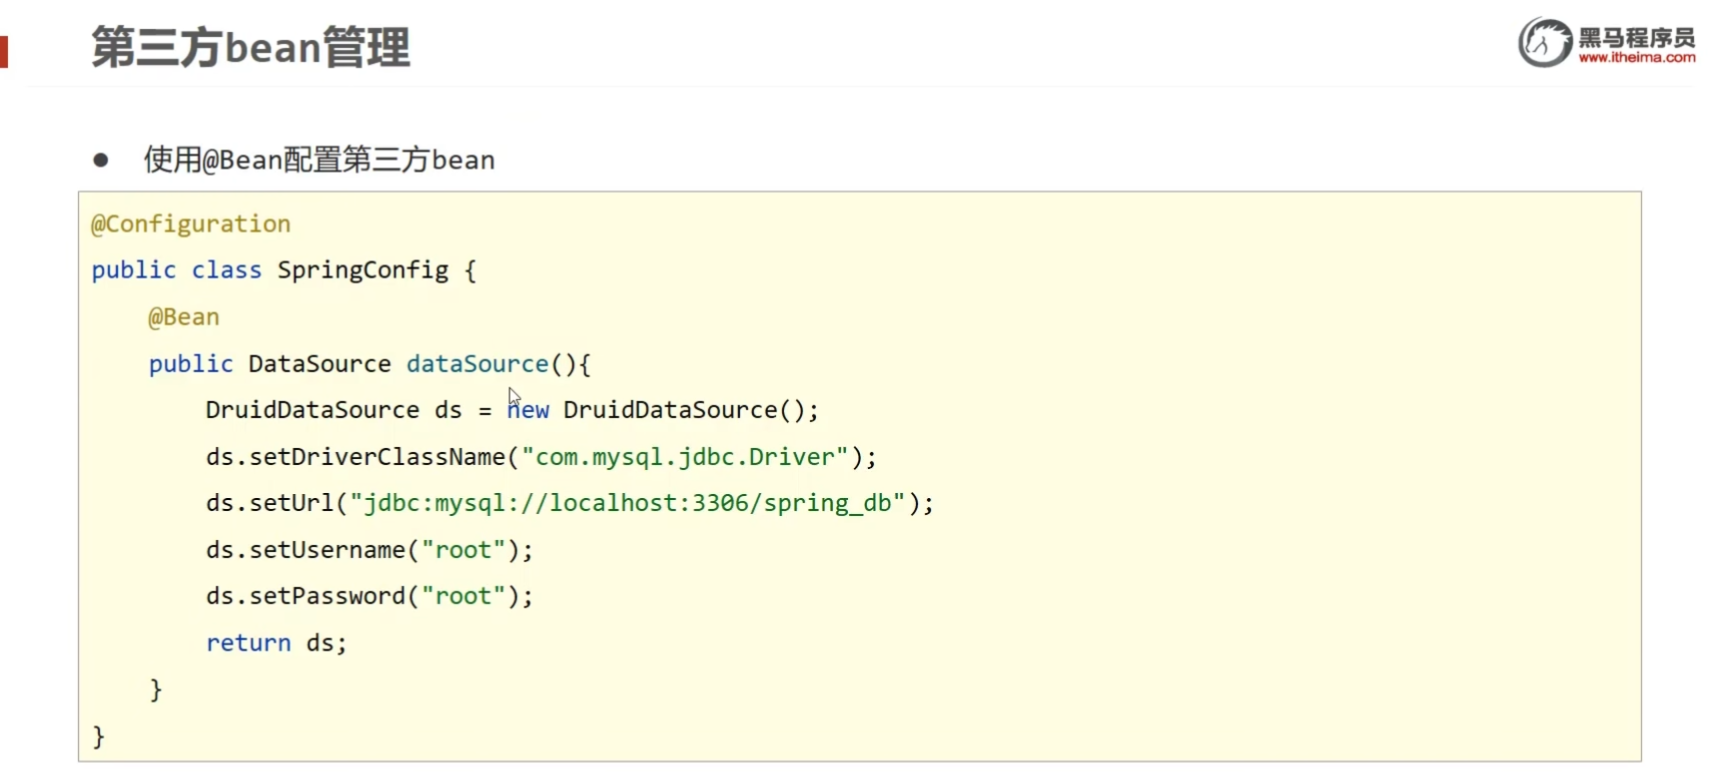 第三方bean管理
黑马程序员
www.itheima.com
● 使用@Bean配置第三方bean
@Configuration
public class SpringConfig {
    @Bean
    public DataSource dataSource(){
        DruidDataSource ds = new DruidDataSource();
        ds.setDriverClassName("com.mysql.jdbc.Driver");
        ds.setUrl("jdbc:mysql://localhost:3306/spring_db");
        ds.setUsername("root");
        ds.setPassword("root");
        return ds;
    }
}